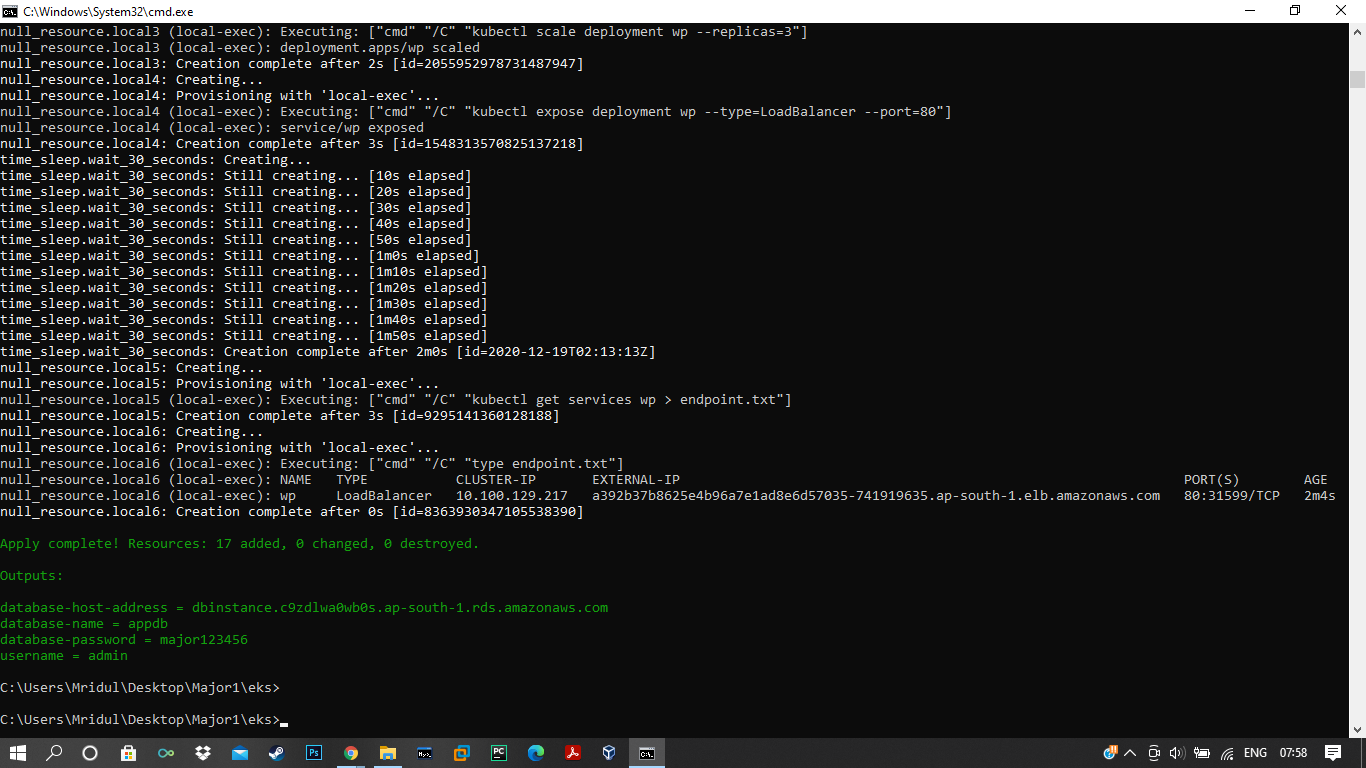 C:\Windows\System32\cmd.exe
null_resource.local3 (local-exec): Executing: ["cmd" "/C" "kubectl scale deployment wp --replicas=3"]
null_resource.local3 (local-exec): deployment.apps/wp scaled
null_resource.local3: Creation complete after 2s [id=2055952978731487947]
null_resource.local4: Creating...
null_resource.local4: Provisioning with 'local-exec'...
null_resource.local4 (local-exec): Executing: ["cmd" "/C" "kubectl expose deployment wp --type=LoadBalancer --port=80"]
null_resource.local4 (local-exec): service/wp exposed
null_resource.local4: Creation complete after 3s [id=1548313570825137218]
time_sleep.wait_30_seconds: Creating...
time_sleep.wait_30_seconds: Still creating... [10s elapsed]
time_sleep.wait_30_seconds: Still creating... [20s elapsed]
time_sleep.wait_30_seconds: Still creating... [30s elapsed]
time_sleep.wait_30_seconds: Still creating... [40s elapsed]
time_sleep.wait_30_seconds: Still creating... [50s elapsed]
time_sleep.wait_30_seconds: Still creating... [1m0s elapsed]
time_sleep.wait_30_seconds: Still creating... [1m10s elapsed]
time_sleep.wait_30_seconds: Still creating... [1m20s elapsed]
time_sleep.wait_30_seconds: Still creating... [1m30s elapsed]
time_sleep.wait_30_seconds: Still creating... [1m40s elapsed]
time_sleep.wait_30_seconds: Still creating... [1m50s elapsed]
time_sleep.wait_30_seconds: Creation complete after 2m0s [id=2020-12-19T02:13:13Z]
null_resource.local5: Creating...
null_resource.local5: Provisioning with 'local-exec'...
null_resource.local5 (local-exec): Executing: ["cmd" "/C" "kubectl get services wp > endpoint.txt"]
null_resource.local5: Creation complete after 3s [id=9295141360128188]
null_resource.local6: Creating...
null_resource.local6: Provisioning with 'local-exec'...
null_resource.local6 (local-exec): Executing: ["cmd" "/C" "type endpoint.txt"]
null_resource.local6 (local-exec): NAME   TYPE           CLUSTER-IP       EXTERNAL-IP                                                               PORT(S)        AGE
null_resource.local6 (local-exec): wp     LoadBalancer   10.100.129.217   a392b37b8625e4b96a7e1ad8e6d57035-741919635.ap-south-1.elb.amazonaws.com   80:31599/TCP   2m4s
null_resource.local6: Creation complete after 0s [id=8363930347105538390]
Apply complete! Resources: 17 added, 0 changed, 0 destroyed.
Outputs:
database-host-address = dbinstance.c9zdlwa0wb0s.ap-south-1.rds.amazonaws.com
database-name = appdb
database-password = major123456
username = admin
C:\Users\Mridul\Desktop\Major1\eks>
C:\Users\Mridul\Desktop\Major1\eks>
Ps
PC
ENG
07:58